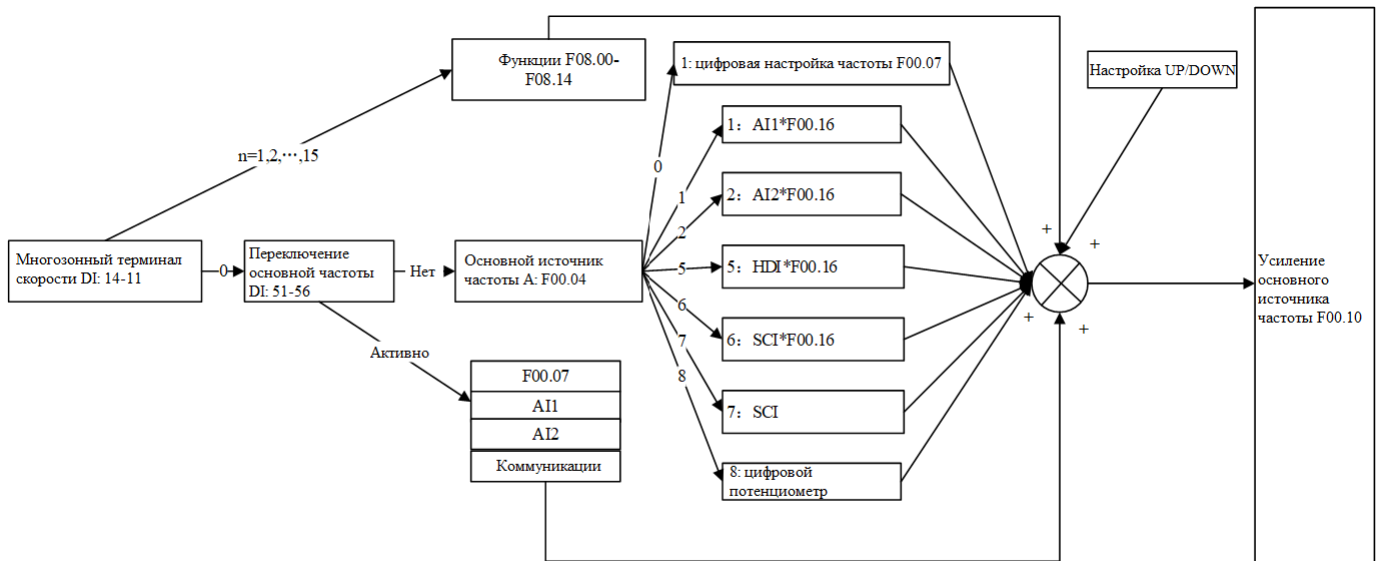 Функции F08.00-
F08.14
1: цифровая настройка частоты F00.07
Настройка UP/DOWN
1: AI1*F00.16
n=1,2,⋯,15
0
1
2: AI2*F00.16
2
+
+
Многозонный терминал
скорости DI: 14-11
0
Переключение
основной частоты
DI: 51-56
Нет
Основной источник
частоты А: F00.04
5
5: HDI*F00.16
Усиление
основного
источника
частоты F00.10
6
+
+
6: SCI*F00.16
7
Активно
8
F00.07
AI1
AI2
Коммуникации
7: SCI
8: цифровой
потенциометр